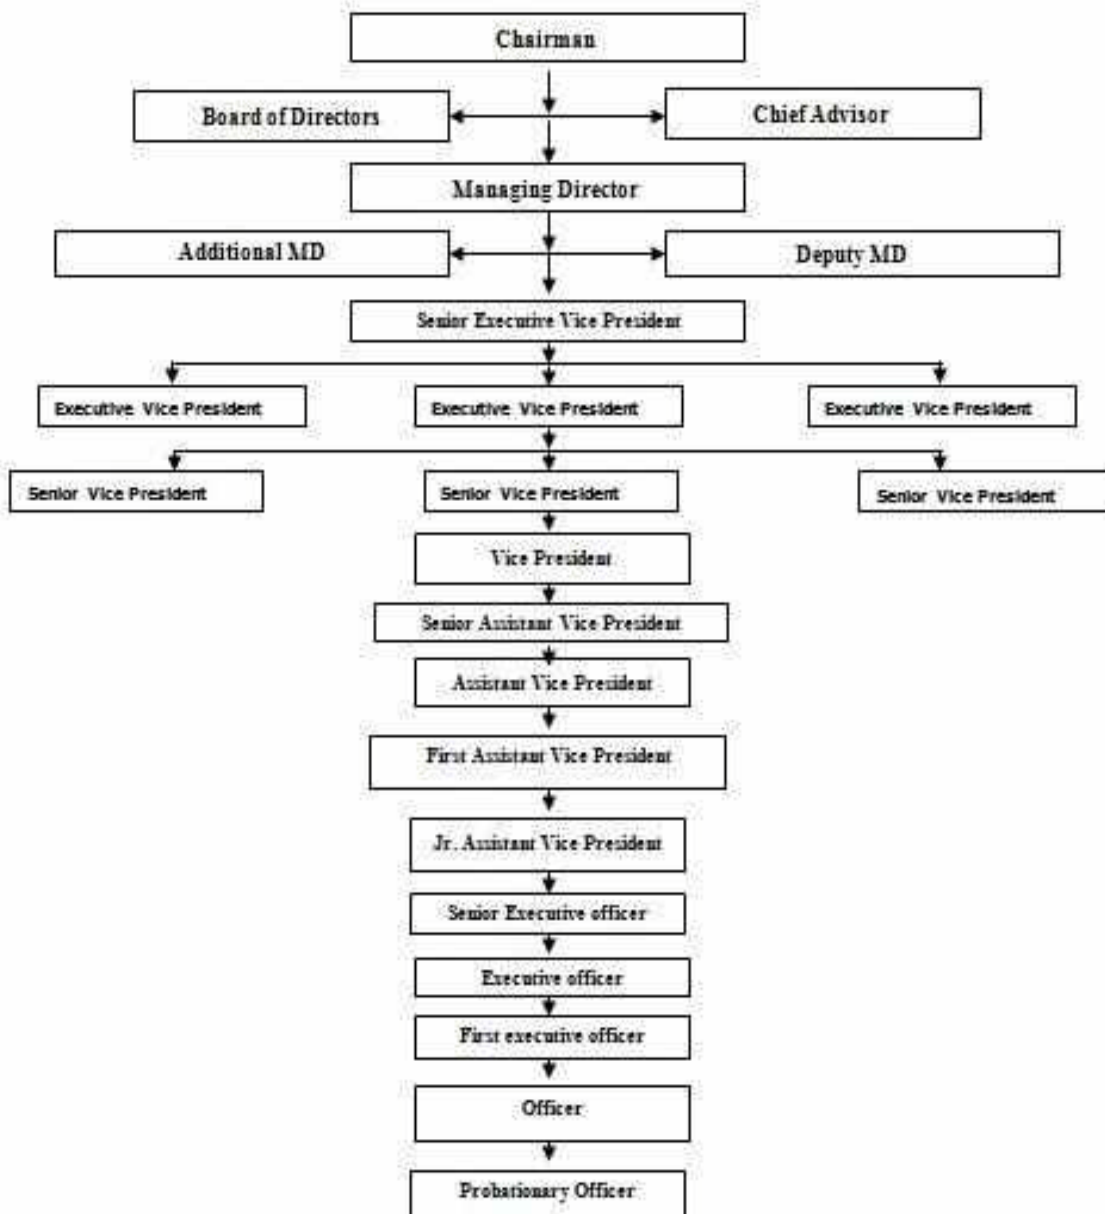 Chairman
Board of Directors
Chief Advisor
Managing Director
Additional MD
Deputy MD
Senior Executive Vice President
Executive Vice President
Executive Vice President
Executive Vice President
Senior Vice President
Senior Vice President
Senior Vice President
Vice President
Senior Assistant Vice President
Assistant Vice President
First Assistant Vice President
Jr. Assistant Vice President
Senior Executive officer
Executive officer
First executive officer
Officer
Probationary Officer